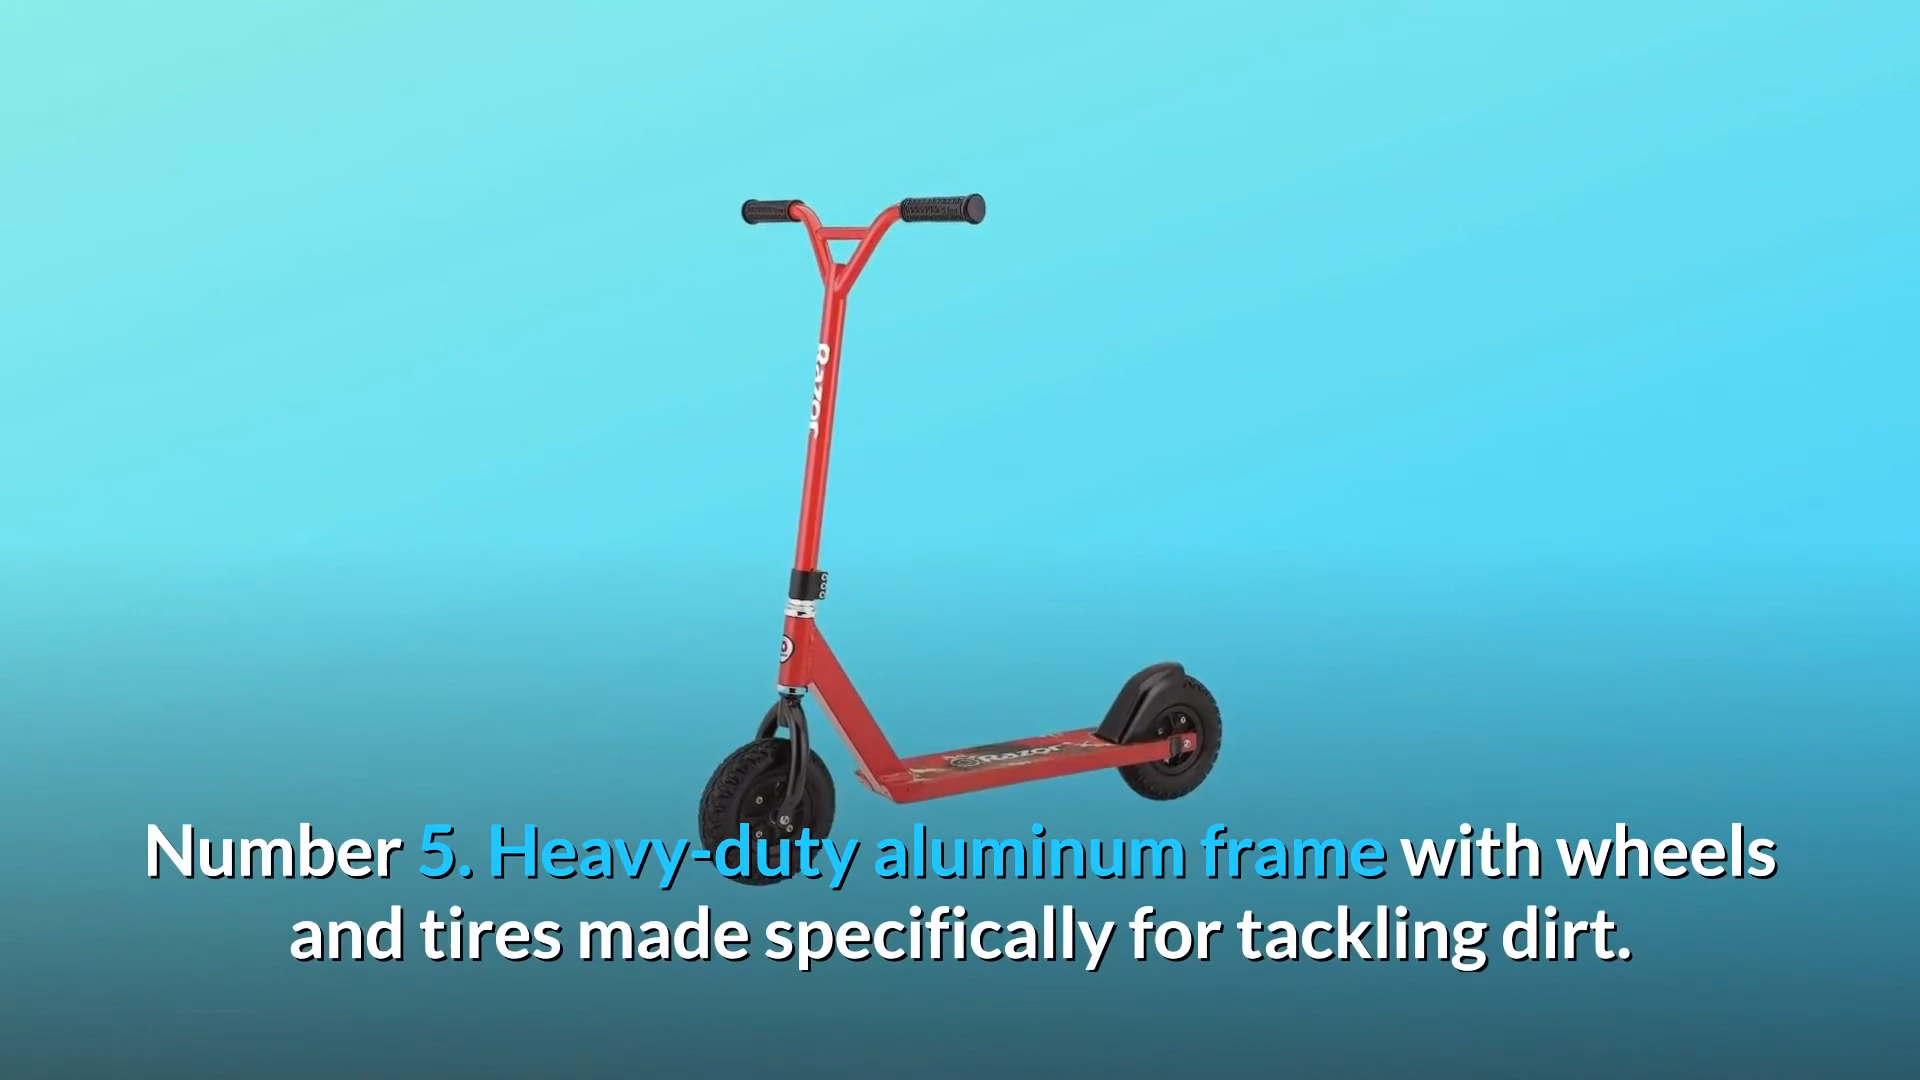 Razor
Razor
Number 5. Heavy-duty aluminum frame with wheels
and tires made specifically for tackling dirt.